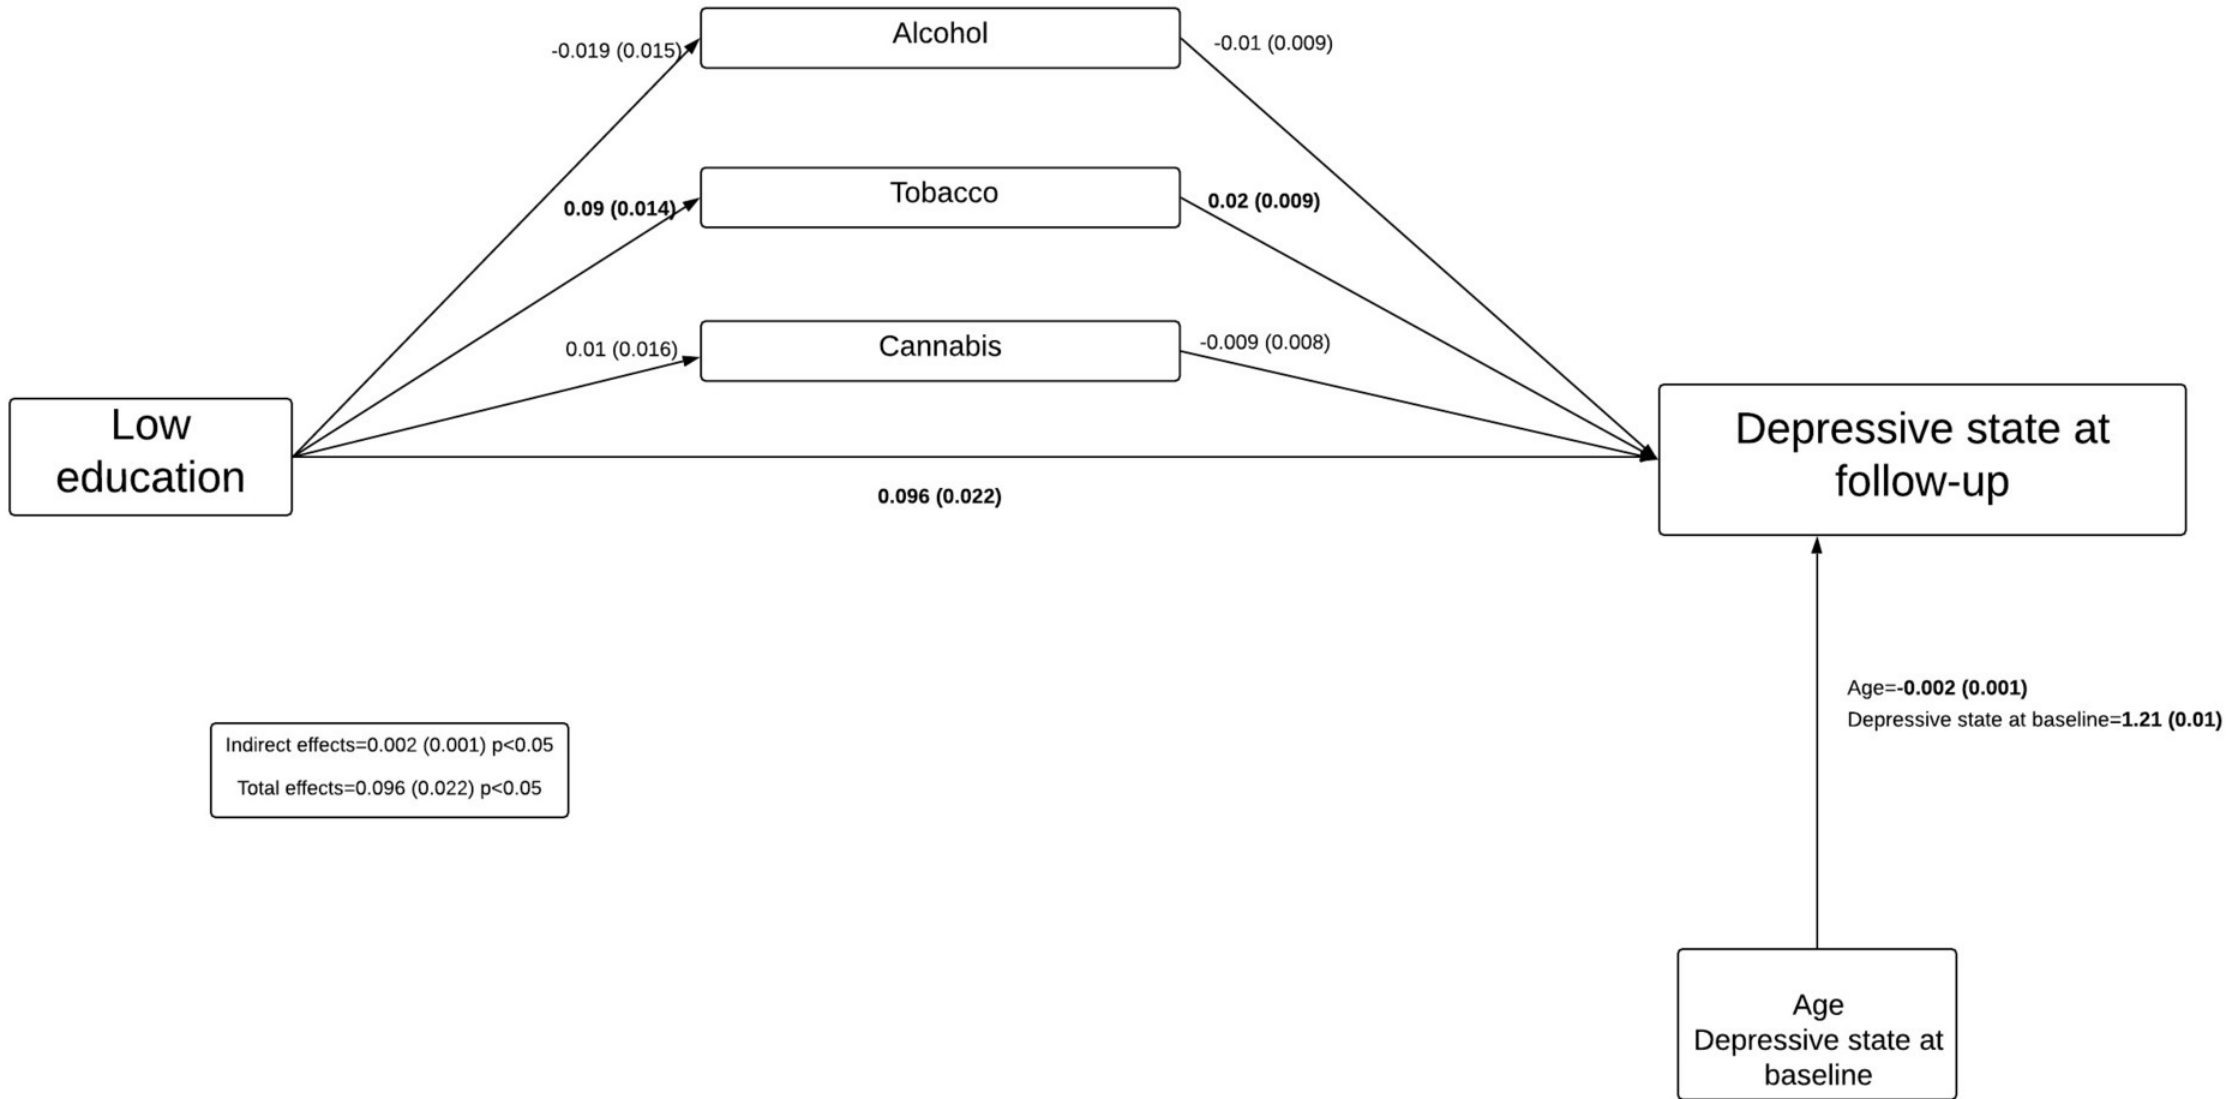 Alcohol
-0.019 (0.015)
-0.01 (0.009)
Tobacco
0.09 (0.014)
0.02 (0.009)
Cannabis
0.01 (0.016)
-0.009 (0.008)
Low
education
Depressive state at
follow-up
0.096 (0.022)
Age=-0.002 (0.001)
Depressive state at baseline=1.21 (0.01)
Indirect effects=0.002 (0.001) p<0.05
Total effects=0.096 (0.022) p<0.05
Age
Depressive state at
baseline